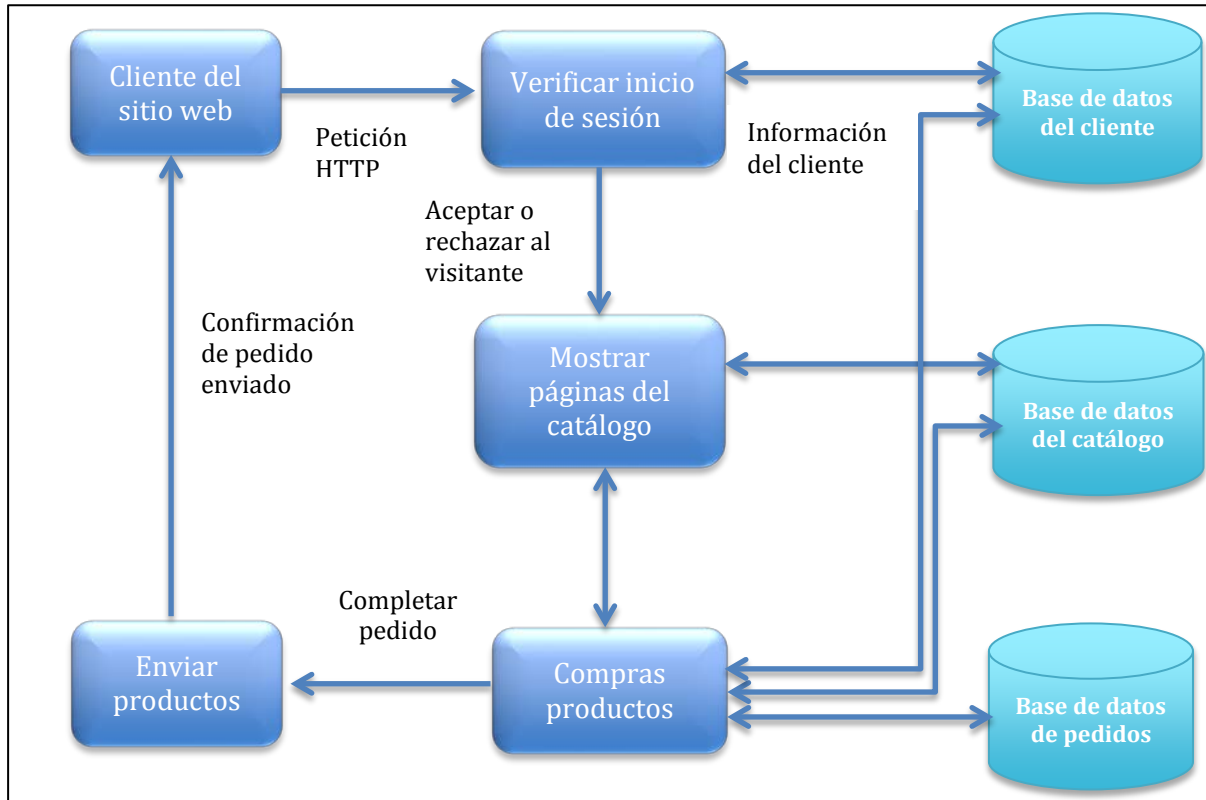 Cliente del
sitio web
Petición
HTTP
Verificar inicio
de sesión
Información
del cliente
Base de datos
del cliente
Aceptar o
rechazar al
visitante
Confirmación
de pedido
enviado
Mostrar
páginas del
catálogo
Base de datos
del catálogo
Completar
pedido
Enviar
productos
Compras
productos
Base de datos
de pedidos